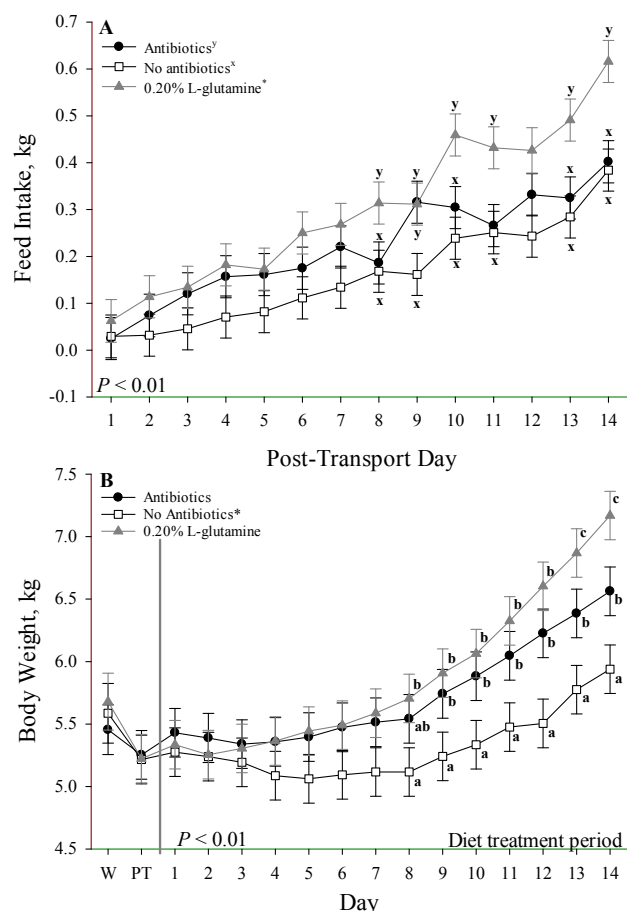 0.7
A
Antibiotics^y
y
No antibiotics^x
0.6
0.20% L-glutamine*
y
0.5
y
y
0.4
y y
x
x
x
0.3
x
x
y
x
0.2
x
x
x
x
x
0.1
0.0
P < 0.01
-0.1
1 2 3 4 5 6 7 8 9 10 11 12 13 14
Feed Intake, kg
Post-Transport Day
7.5
B
Antibiotics
No Antibiotics*
0.20% L-glutamine
c
7.0
c
b
6.5
b
b
b
b
6.0
b
b
b
b
b
a
5.5
ab
a
a
a
a
a
a
5.0
P < 0.01
Diet treatment period
4.5
W PT 1 2 3 4 5 6 7 8 9 10 11 12 13 14
Body Weight, kg
Day